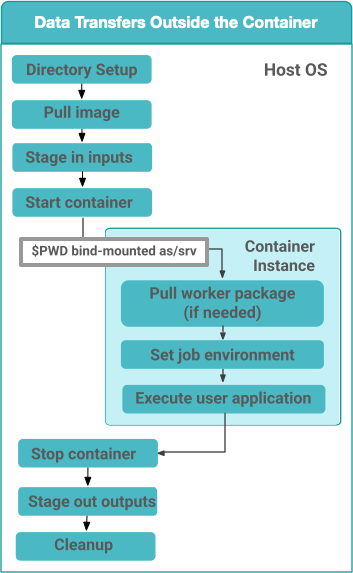 Data Transfers Outside the Container
Directory Setup
Host OS
Pull image
Stage in inputs
Start container
$PWD bind-mounted as/srv
Container
Instance
Pull worker package
(if needed)
Set job environment
Execute user application
Stop container
Stage out outputs
Cleanup